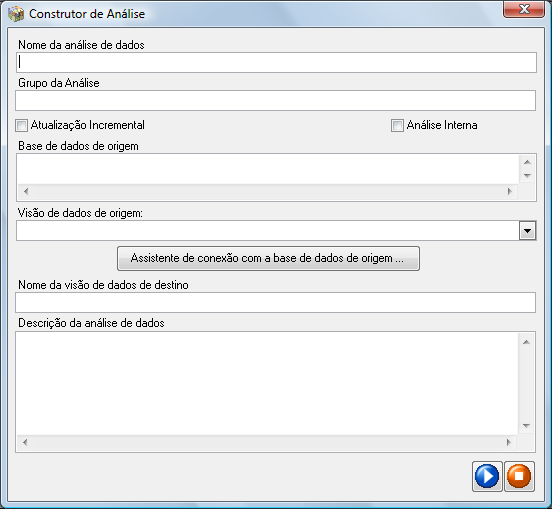 Construtor de Análise
Nome da análise de dados
Grupo da Análise
Atualização Incremental
Análise Interna
Base de dados de origem
Visão de dados de origem:
Assistente de conexão com a base de dados de origem ...
Nome da visão de dados de destino
Descrição da análise de dados